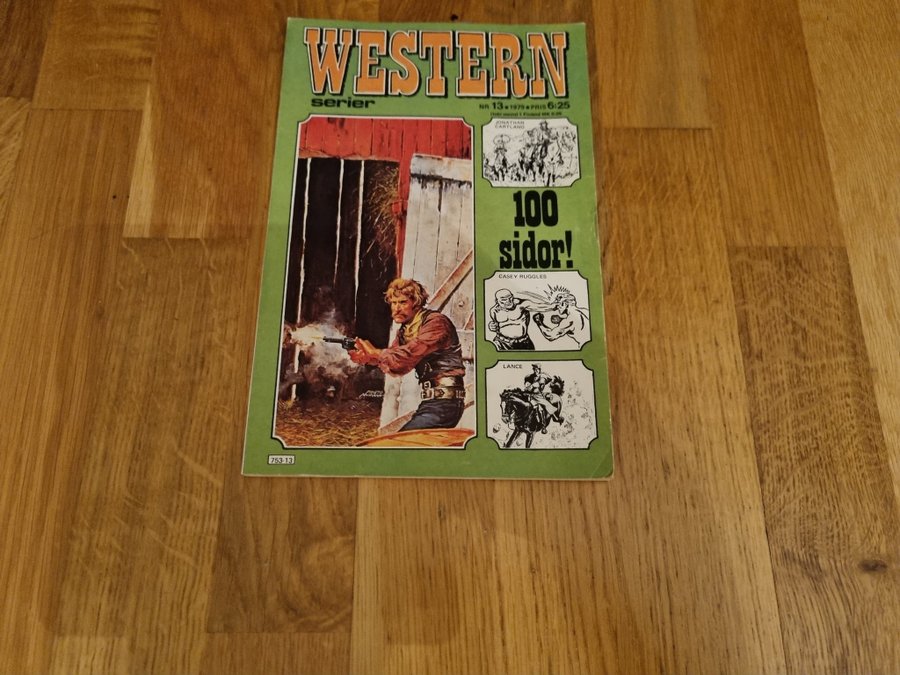 WESTERN
serier
NR 13 • 1979 • PRIS 6:25
JONATHAN
CARTLAND
100
sidor!
CASEY RUGGLES
LANCE
753-13